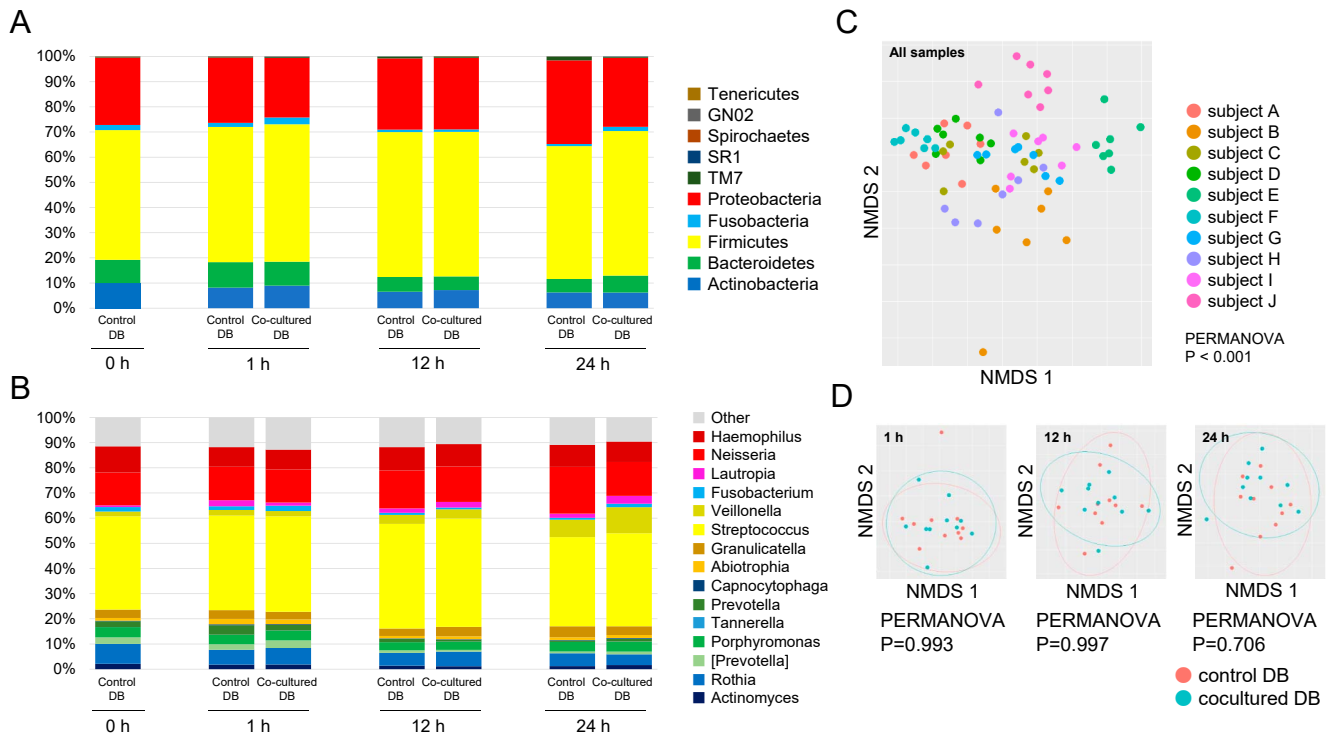 A
100%
90%
80%
70%
60%
50%
40%
30%
20%
10%
0%
Control
DB
Control
DB
Co-cultured
DB
Control
DB
Co-cultured
DB
Control
DB
Co-cultured
DB
0 h
1 h
12 h
24 h
Tenericutes
GN02
Spirochaetes
SR1
TM7
Proteobacteria
Fusobacteria
Firmicutes
Bacteroidetes
Actinobacteria
B
100%
90%
80%
70%
60%
50%
40%
30%
20%
10%
0%
Control
DB
Control
DB
Co-cultured
DB
Control
DB
Co-cultured
DB
Control
DB
Co-cultured
DB
0 h
1 h
12 h
24 h
Other
Haemophilus
Neisseria
Lautropia
Fusobacterium
Veillonella
Streptococcus
Granulicatella
Abiotrophia
Capnocytophaga
Prevotella
Tannerella
Porphyromonas
[Prevotella]
Rothia
Actinomyces
C
All samples
NMDS 2
NMDS 1
subject A
subject B
subject C
subject D
subject E
subject F
subject G
subject H
subject I
subject J
PERMANOVA
P < 0.001
D
1 h
NMDS 2
NMDS 1
PERMANOVA
P=0.993
12 h
NMDS 2
NMDS 1
PERMANOVA
P=0.997
24 h
NMDS 2
NMDS 1
PERMANOVA
P=0.706
control DB
cocultured DB